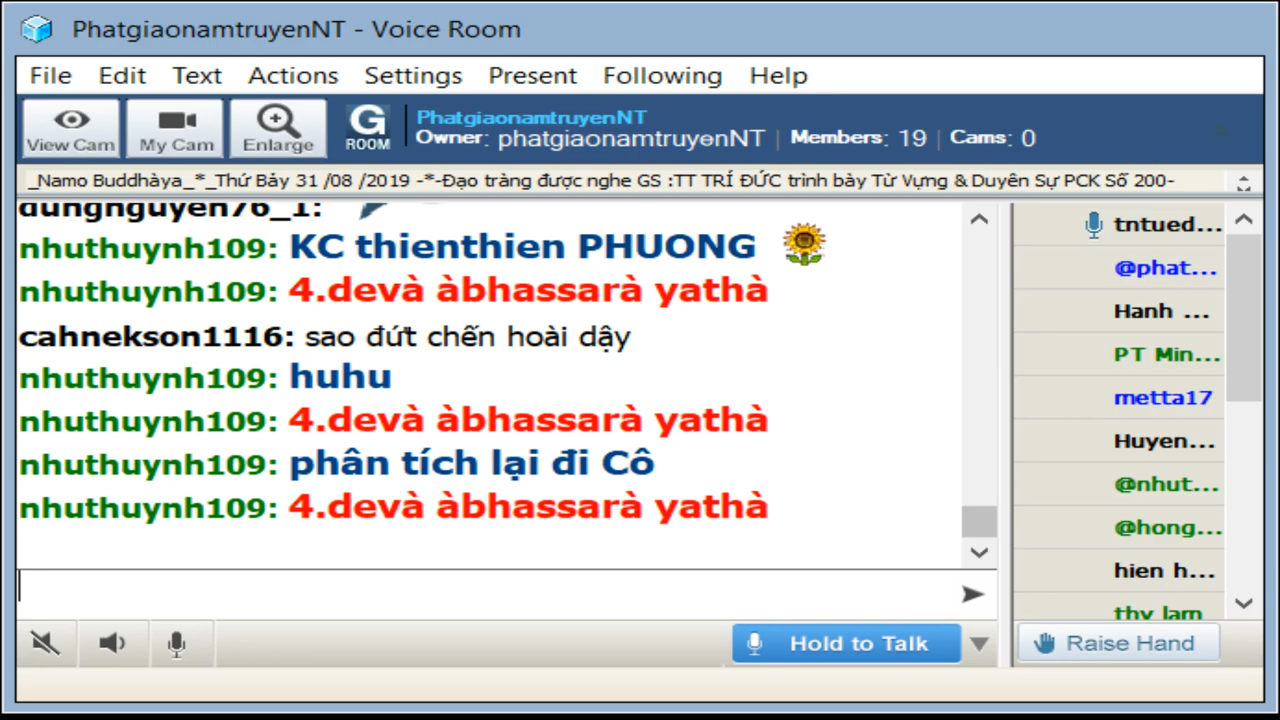 PhatgiaonamtruyenNT - Voice Room
File Edit Text Actions Settings Present Following Help
View Cam My Cam Enlarge G ROOM
PhatgiaonamtruyenNT
Owner: phatgiaonamtruyenNT | Members: 19 | Cams: 0
_Namo Buddhàya_*_Thứ Bảy 31 /08 /2019 -*-Đạo tràng được nghe GS :TT TRÍ ĐỨC trình bày Từ Vựng & Duyên Sự PCK Số 200-
dungnguyen76_1:
nhuthuynh109: KC thienthien PHUONG
nhuthuynh109: 4.devà àbhassarà yathà
cahnekson1116: sao đứt chến hoài dậy
nhuthuynh109: huhu
nhuthuynh109: 4.devà àbhassarà yathà
nhuthuynh109: phân tích lại đi Cô
nhuthuynh109: 4.devà àbhassarà yathà
tntued...
@phat...
Hanh ...
PT Min...
metta17
Huyen...
@nhut...
@hong...
hien h...
thy lam
Hold to Talk
Raise Hand